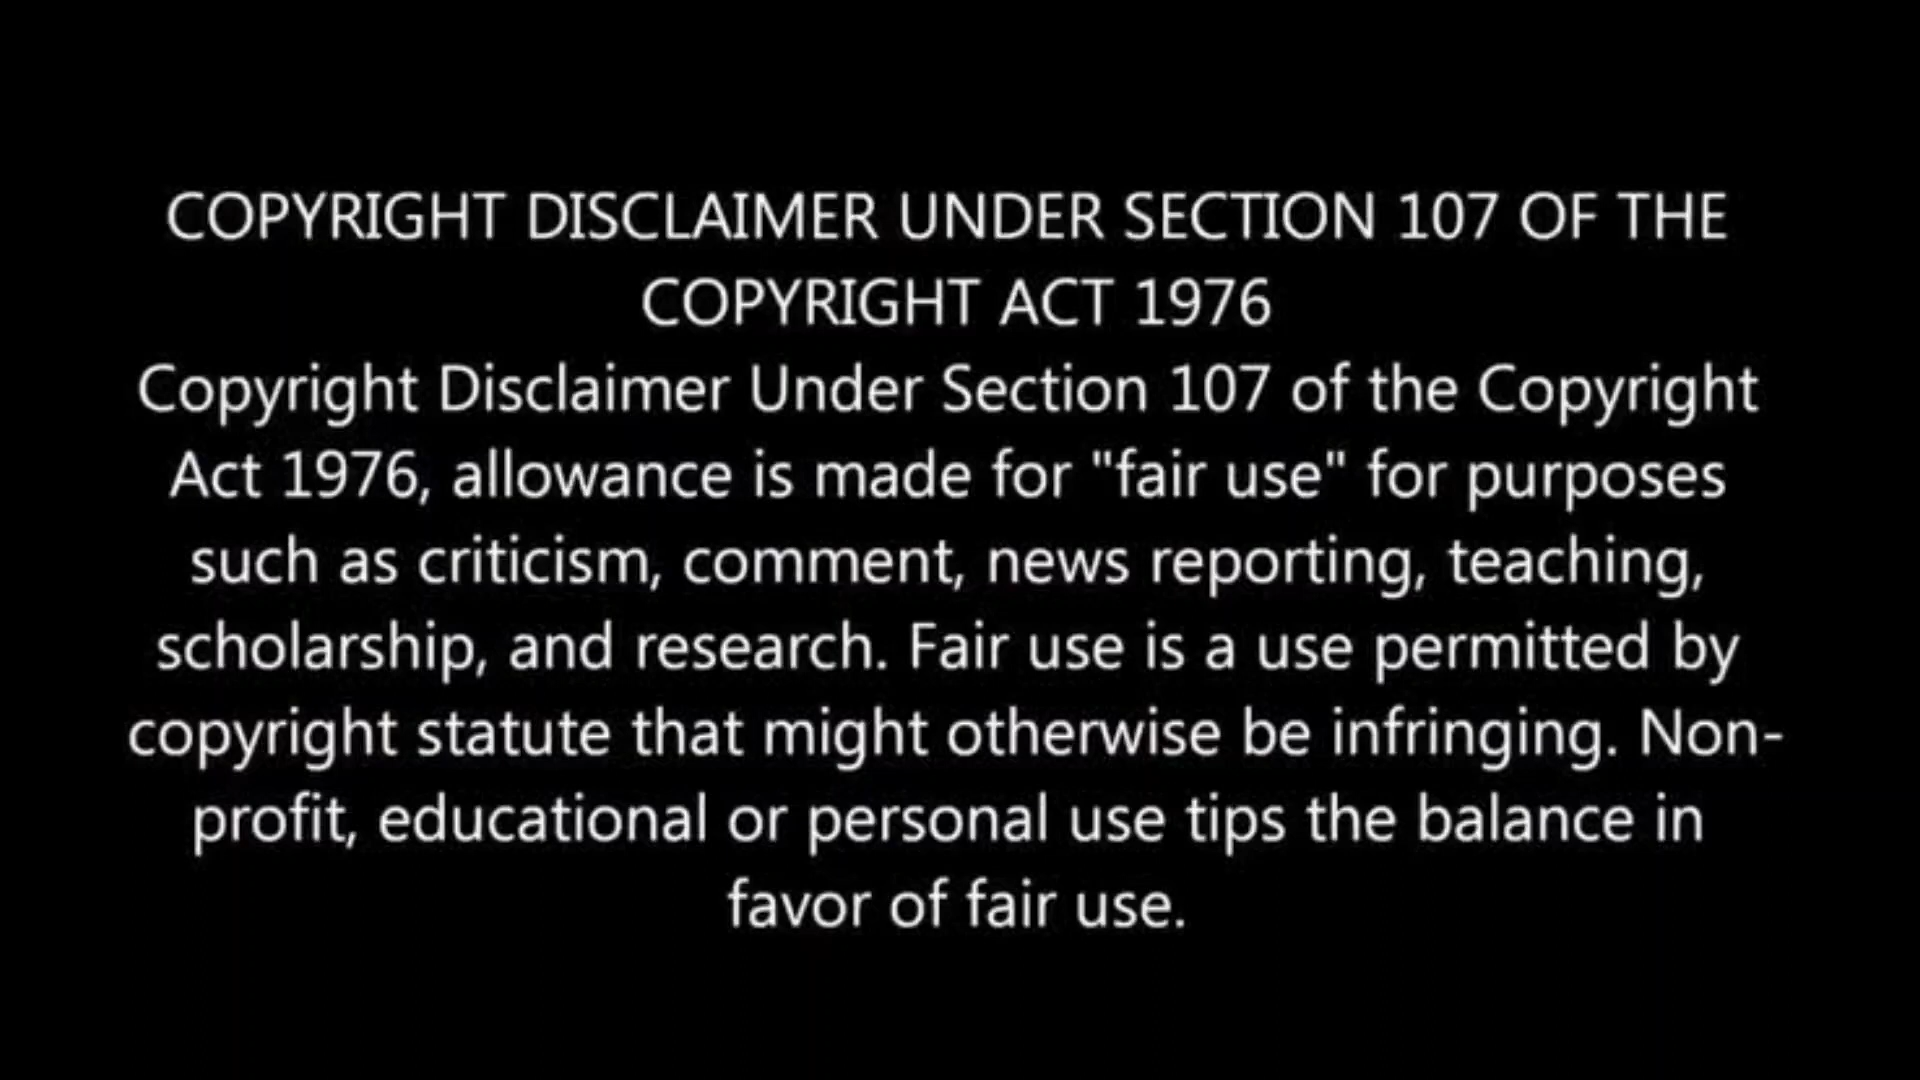 COPYRIGHT DISCLAIMER UNDER SECTION 107 OF THE
COPYRIGHT ACT 1976
Copyright Disclaimer Under Section 107 of the Copyright
Act 1976, allowance is made for "fair use" for purposes
such as criticism, comment, news reporting, teaching,
scholarship, and research. Fair use is a use permitted by
copyright statute that might otherwise be infringing. Non-
profit, educational or personal use tips the balance in
favor of fair use.